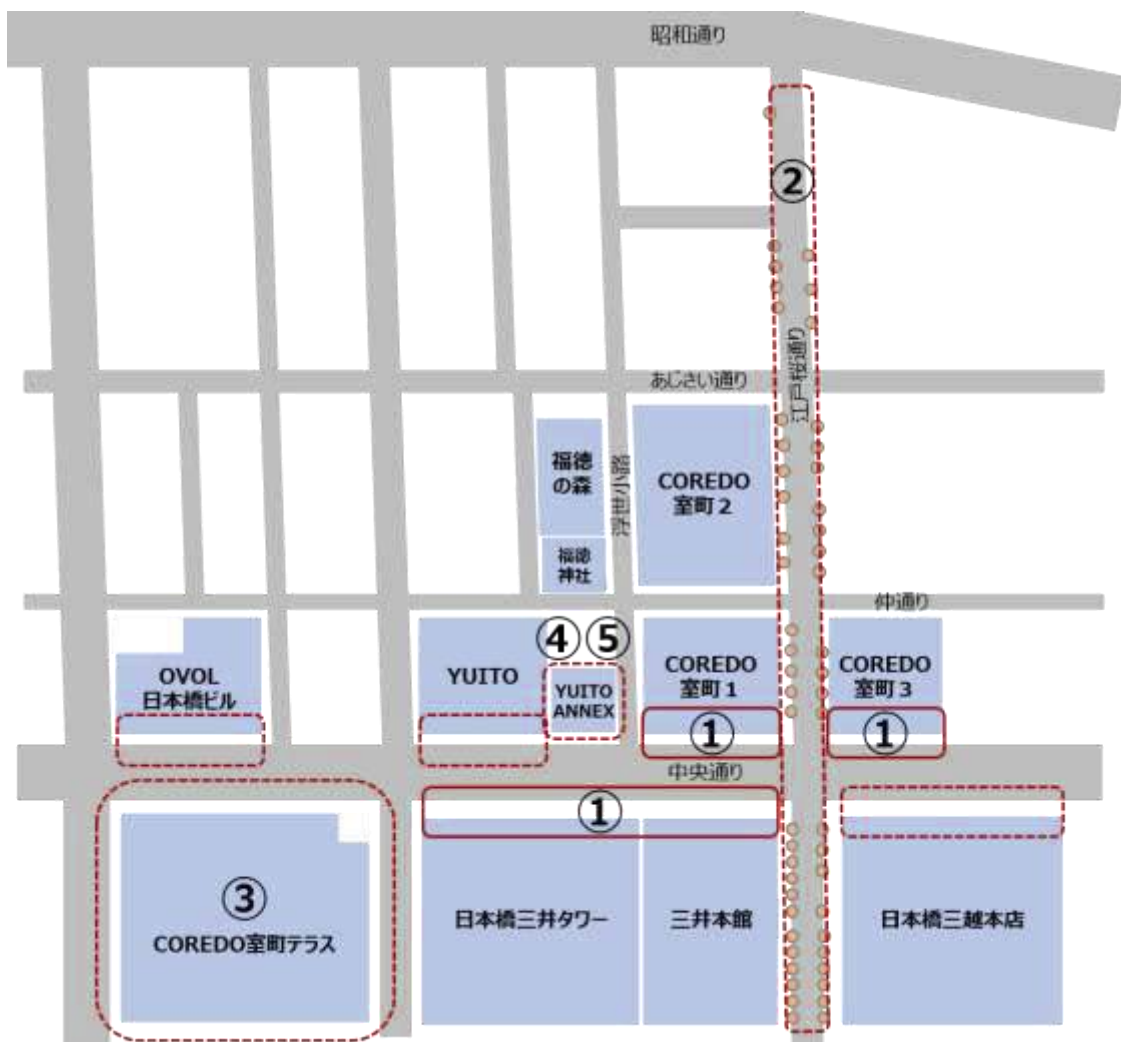 昭和通り
②
江戸桜通り
あじさい通り
福徳
の森
浮世小路
COREDO
室町2
福徳
神社
仲通り
OVOL
日本橋ビル
YUITO
④⑤
YUITO
ANNEX
COREDO
室町1
①
COREDO
室町3
①
中央通り
①
③
COREDO室町テラス
日本橋三井タワー
三井本館
日本橋三越本店